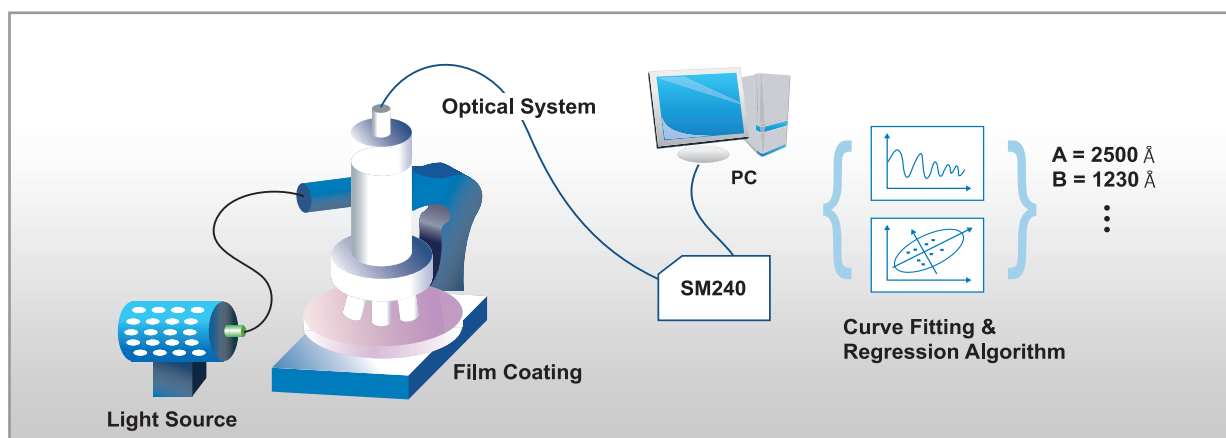 Optical System
PC
A = 2500 Å
B = 1230 Å
SM240
Curve Fitting &
Regression Algorithm
Film Coating
Light Source